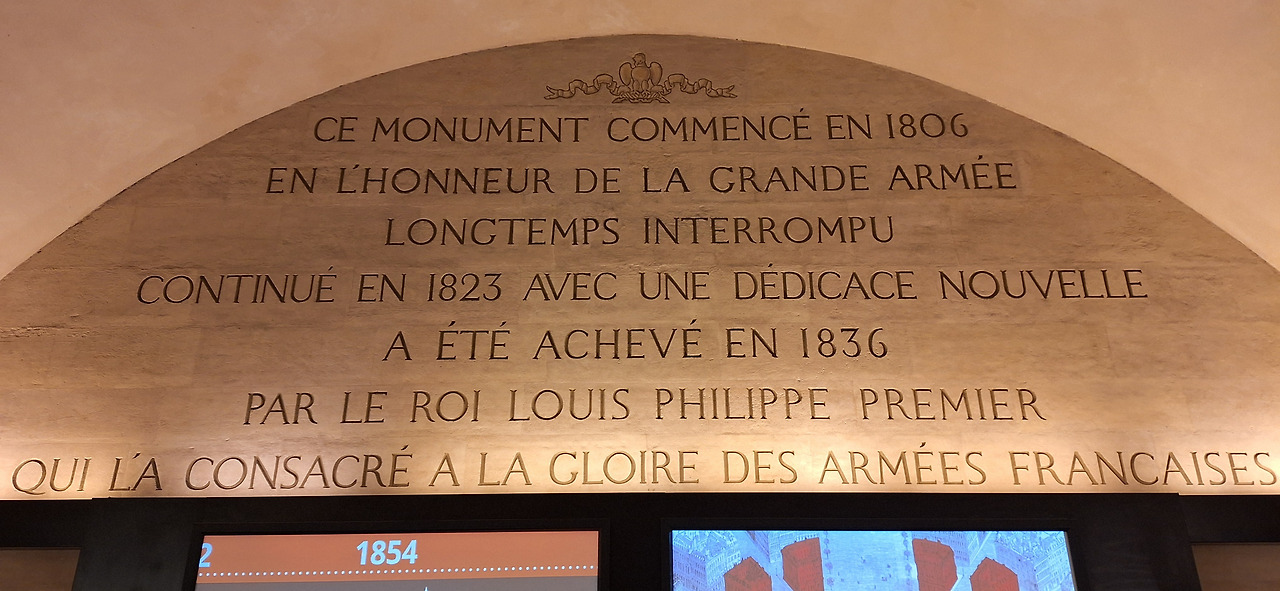 CE MONUMENT COMMENCÉ EN 1806
EN L'HONNEUR DE LA GRANDE ARMÉE
LONGTEMPS INTERROMPU
CONTINUÉ EN 1823 AVEC UNE DÉDICACE NOUVELLE
A ÉTÉ ACHEVÉ EN 1836
PAR LE ROI LOUIS PHILIPPE PREMIER
QUI L'A CONSACRÉ A LA GLOIRE DES ARMÉES FRANCAISES
2 1854